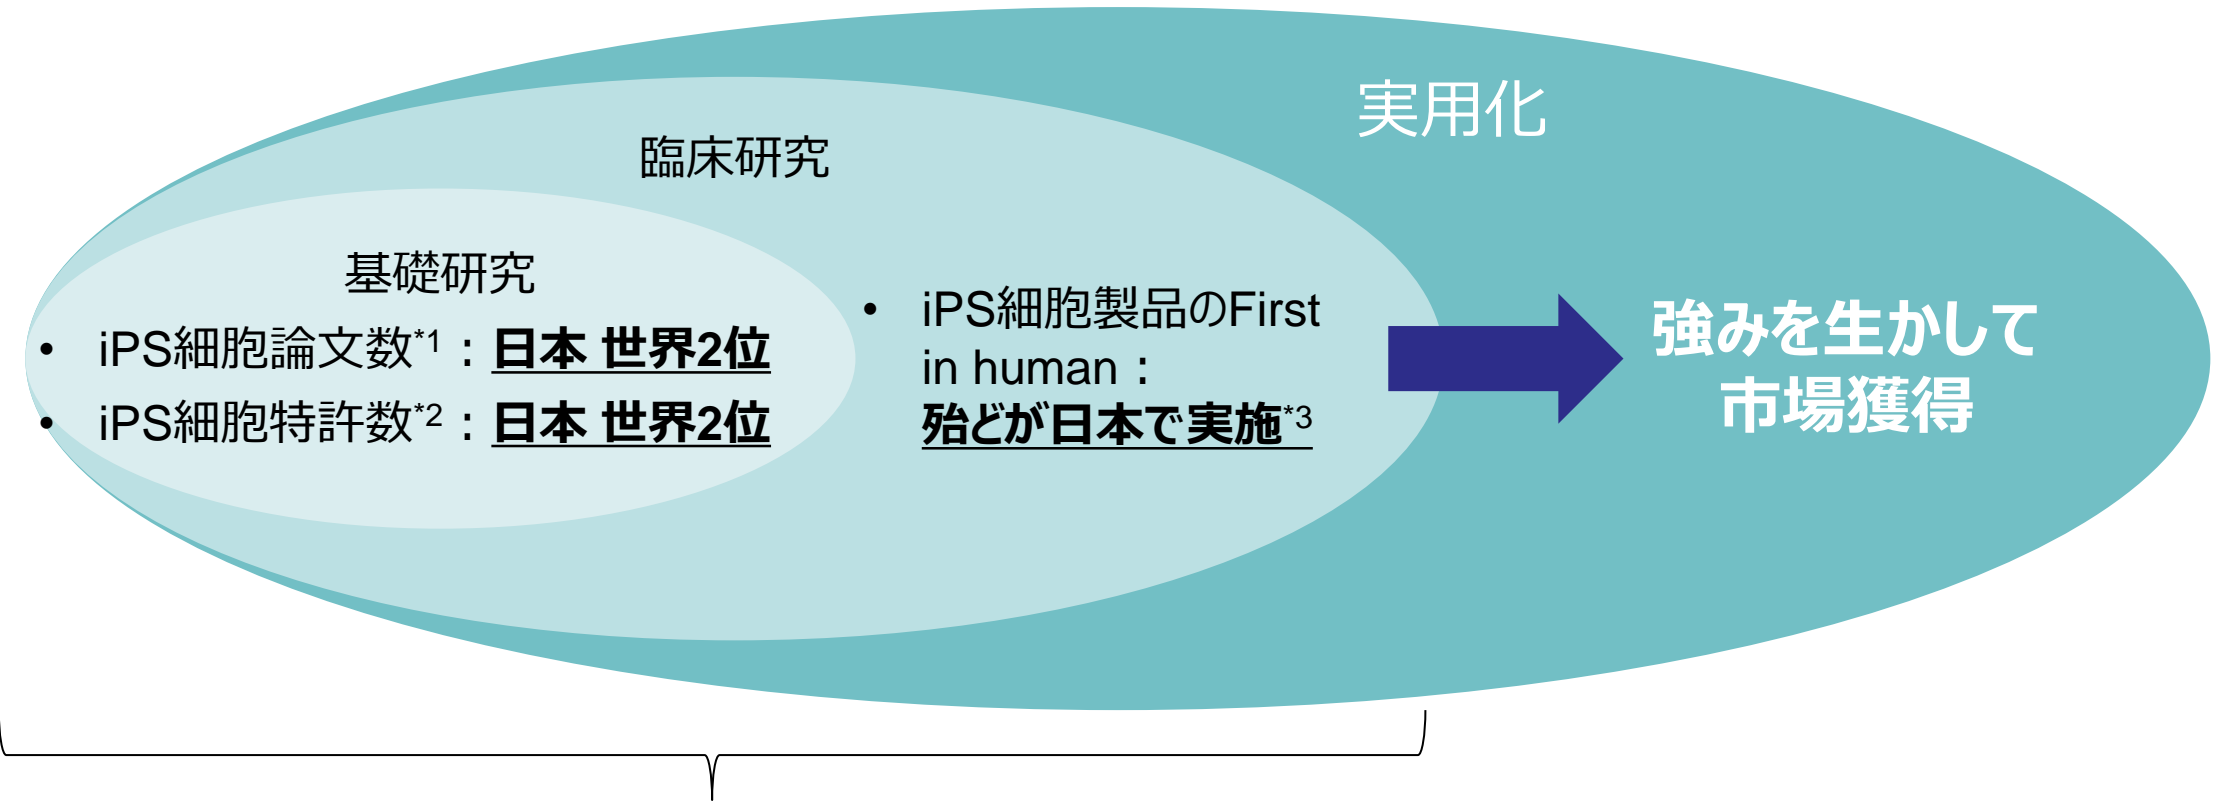 実用化
臨床研究
基礎研究
• iPS細胞論文数*1：日本 世界2位
• iPS細胞特許数*2：日本 世界2位
• iPS細胞製品のFirst
in human：
殆どが日本で実施*3
強みを生かして
市場獲得